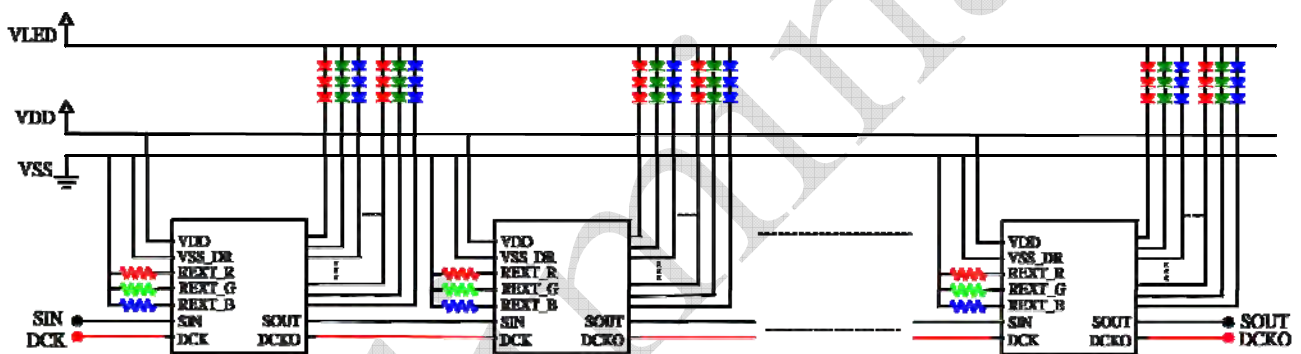 VLED
VDD
VSS
VDD
VSS_DR
REXT_R
REXT_G
REXT_B
SIN
DCK
SOUT
DCKO
VDD
VSS_DR
REXT_R
REXT_G
REXT_B
SIN
DCK
SOUT
DCKO
VDD
VSS_DR
REXT_R
REXT_G
REXT_B
SIN
DCK
SOUT
DCKO
SIN
DCK
SOUT
DCKO